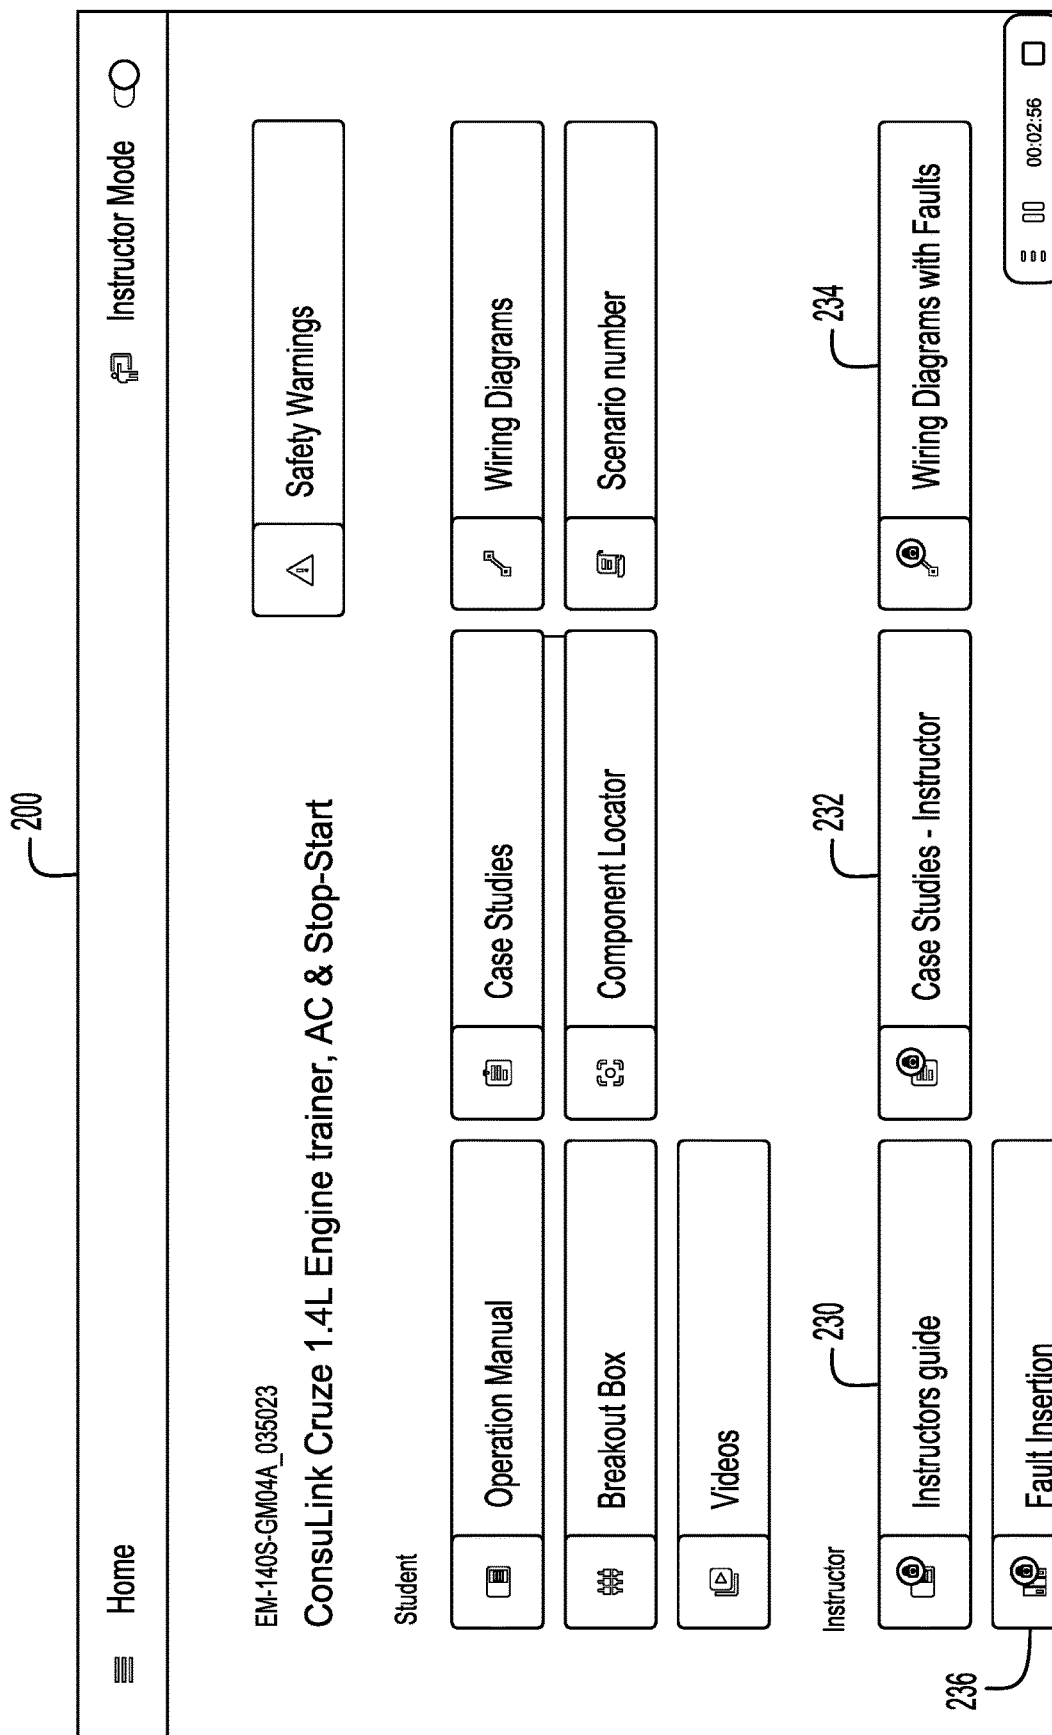 200
Home
Instructor Mode
EM-140S-GM04A_035023
ConsuLink Cruze 1.4L Engine trainer, AC & Stop-Start
Safety Warnings
Student
Operation Manual
Case Studies
Wiring Diagrams
Breakout Box
Component Locator
Scenario number
Videos
Instructor
230
232
234
Instructors guide
Case Studies - Instructor
Wiring Diagrams with Faults
236
Fault Insertion
00:02:56